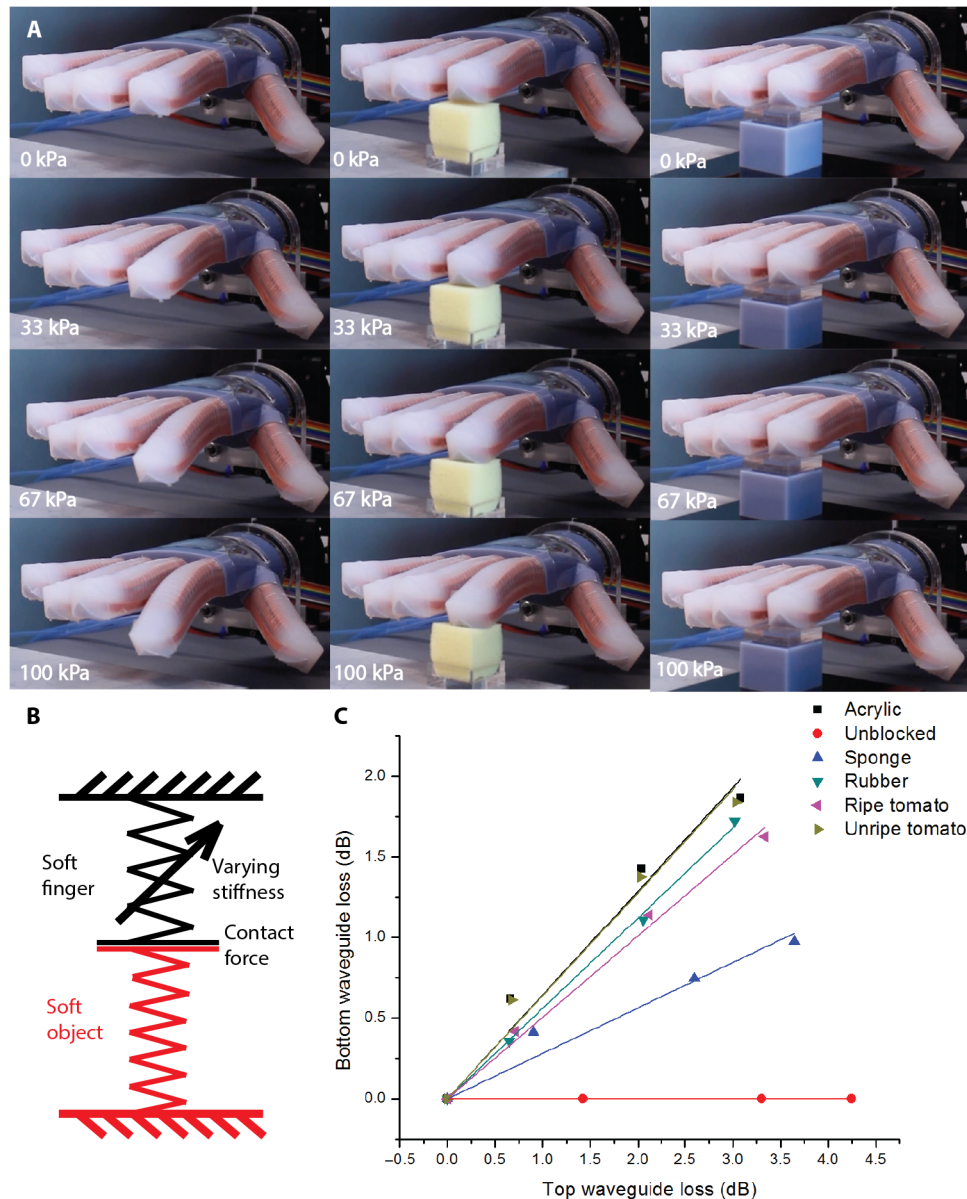 A
0 kPa
0 kPa
0 kPa
33 kPa
33 kPa
33 kPa
67 kPa
67 kPa
67 kPa
100 kPa
100 kPa
100 kPa
B
Soft
finger
Varying
stiffness
Contact
force
Soft
object
C
Acrylic
Unblocked
Sponge
Rubber
Ripe tomato
Unripe tomato
Bottom waveguide loss (dB)
2.0
1.5
1.0
0.5
0.0
−0.5 0.0 0.5 1.0 1.5 2.0 2.5 3.0 3.5 4.0 4.5
Top waveguide loss (dB)